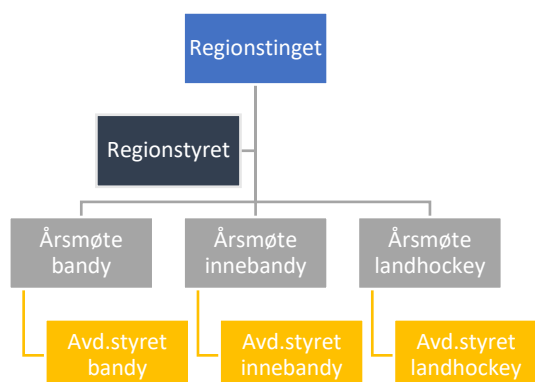 Regionstinget
Regionstyret
Årsmøte
bandy
Årsmøte
innebandy
Årsmøte
landhockey
Avd.styret
bandy
Avd.styret
innebandy
Avd.styret
landhockey